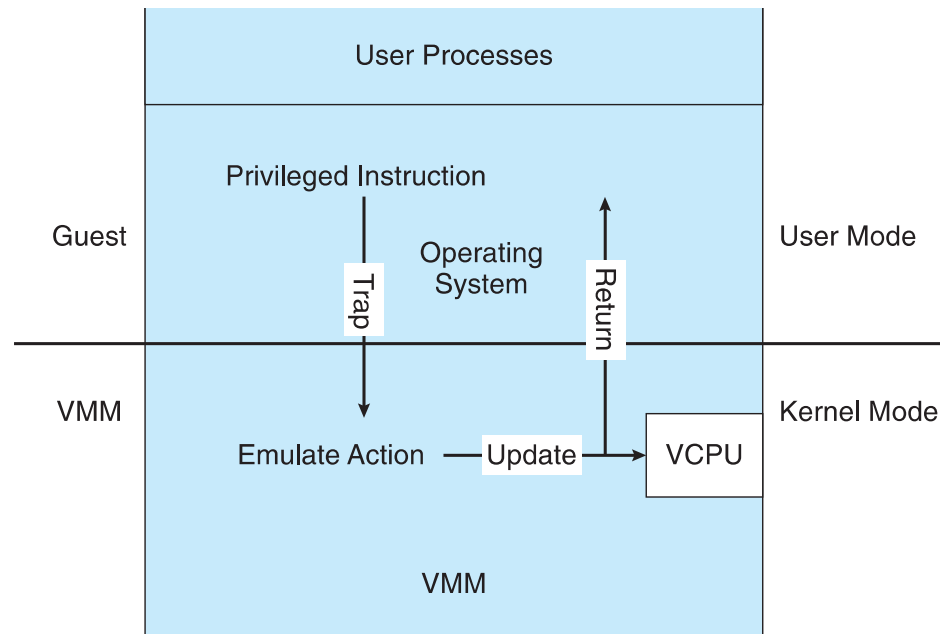 User Processes
Privileged Instruction
Guest
Operating
System
User Mode
Trap
Return
VMM
Kernel Mode
Emulate Action
Update
VCPU
VMM